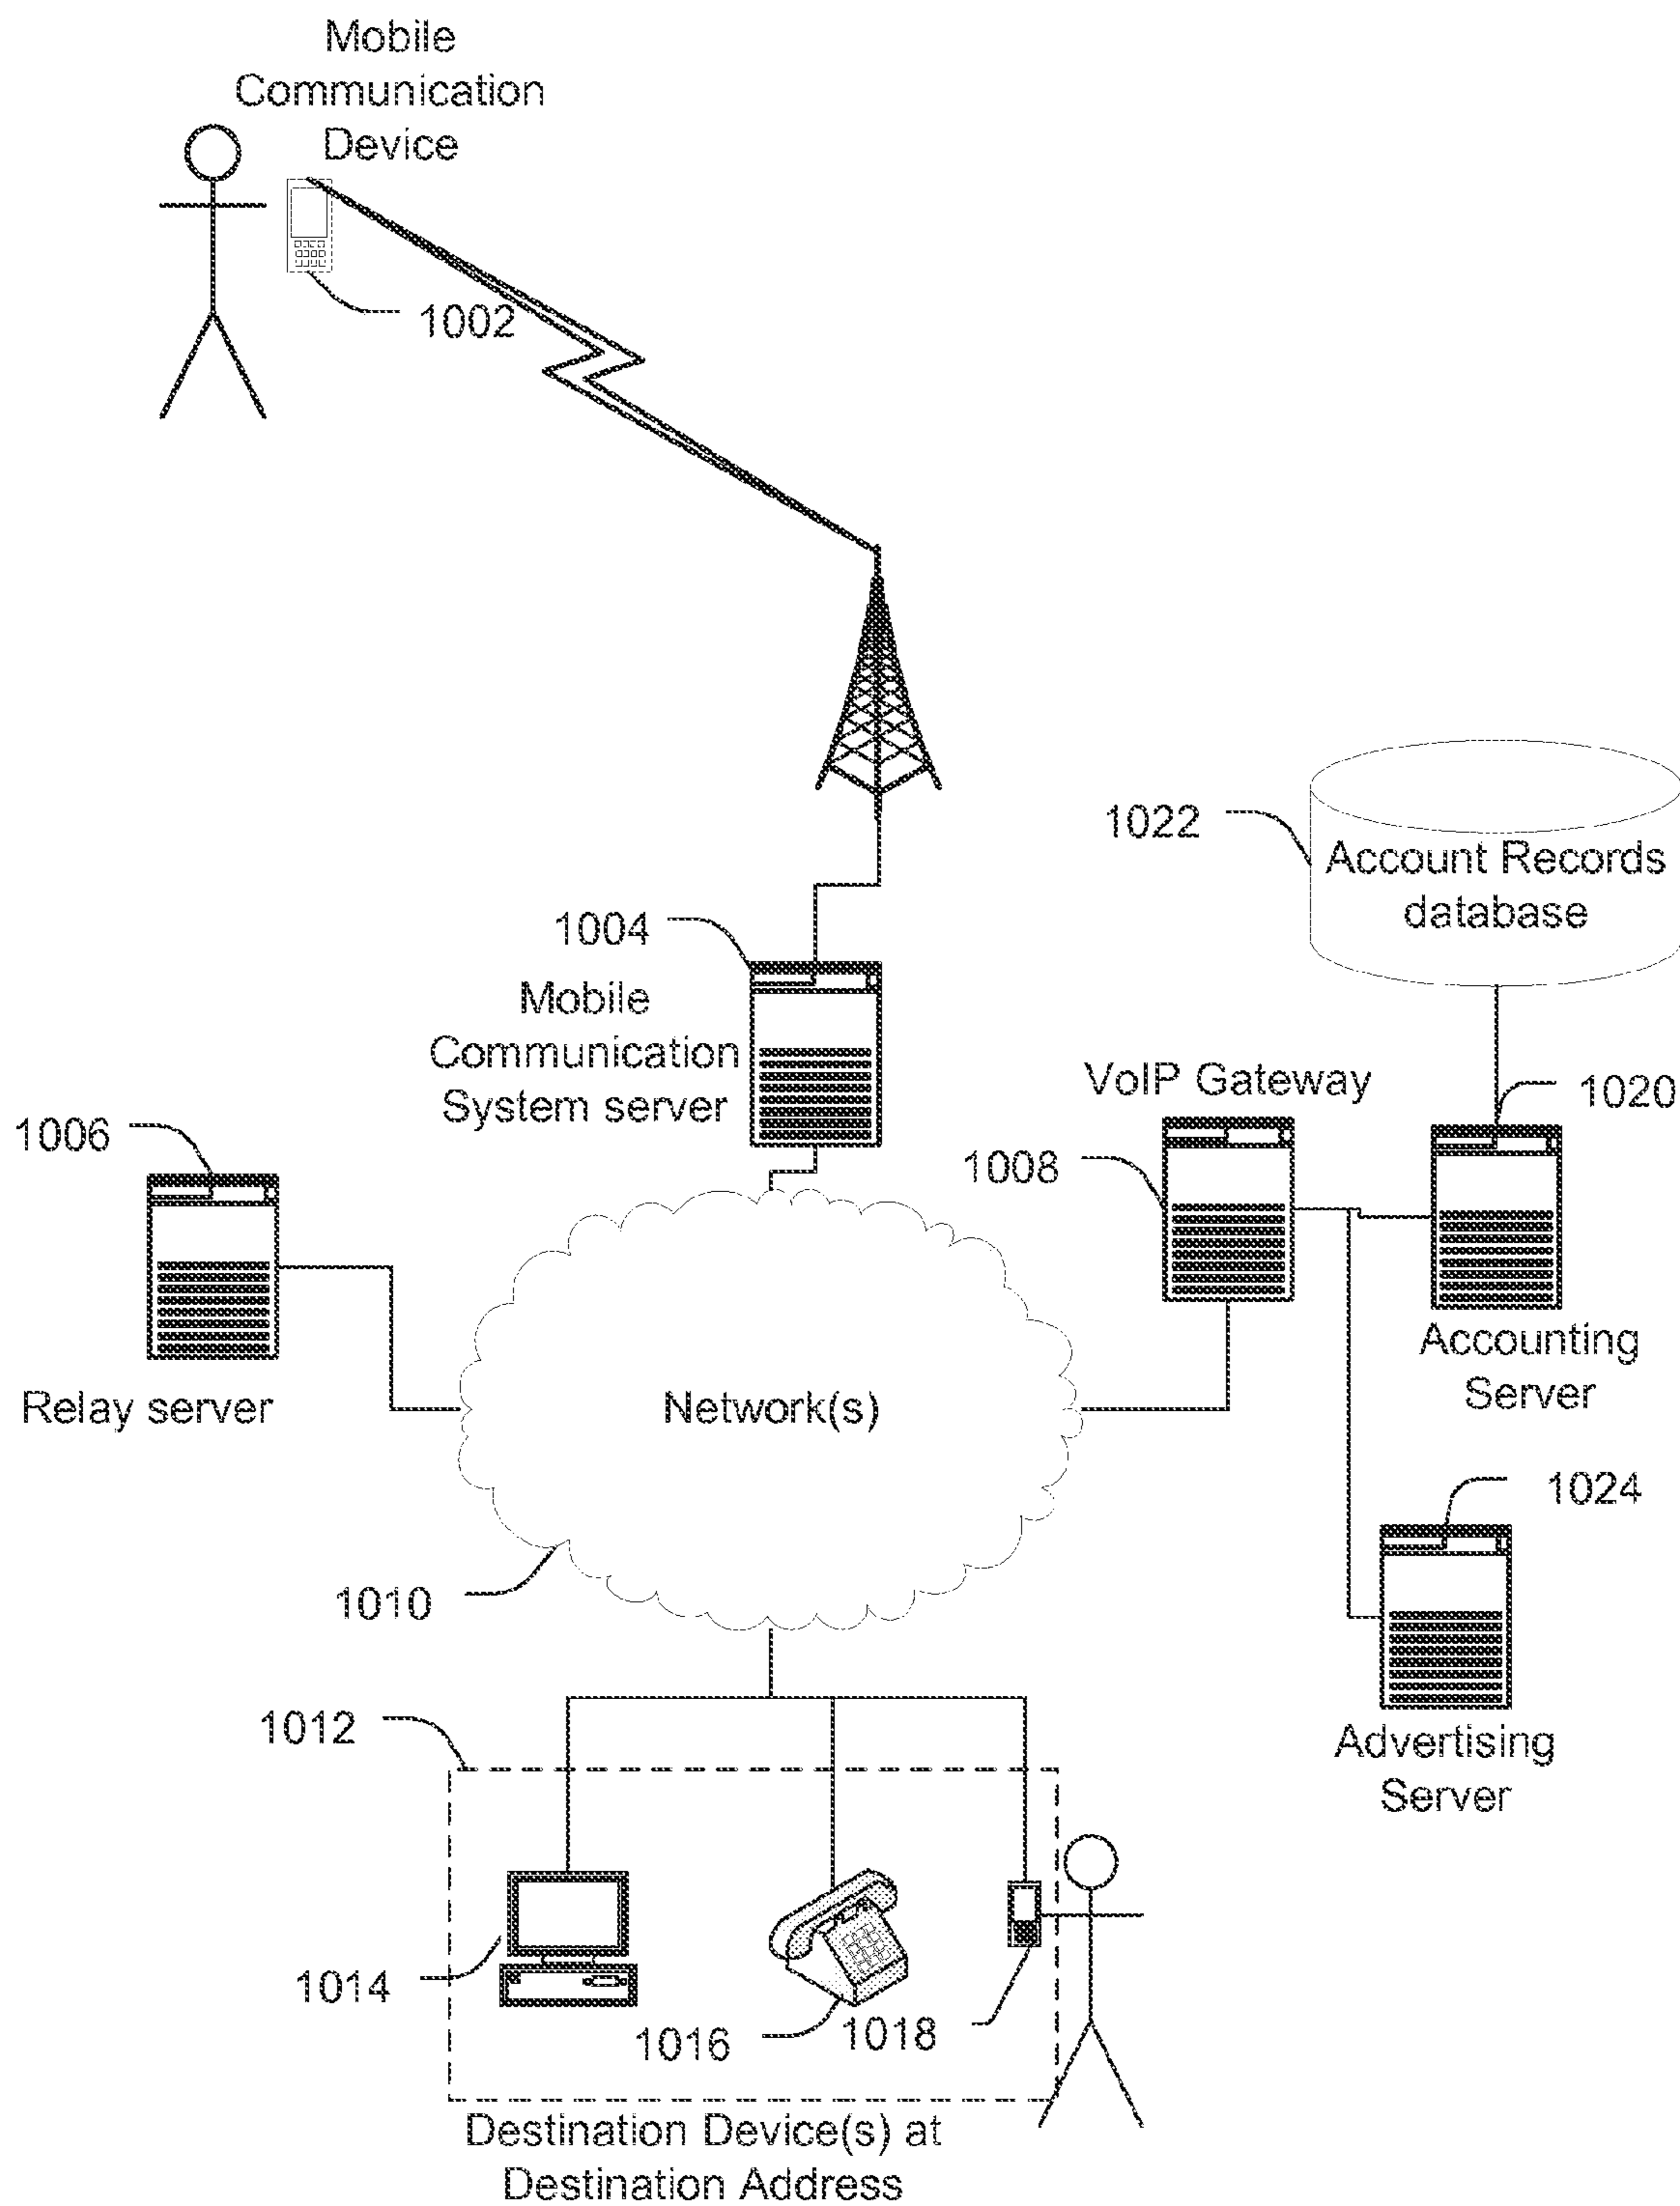 Mobile
Communication
Device
1002
1022
Account Records
database
1004
Mobile
Communication
System server
VoIP Gateway
1020
1006
1008
Accounting
Server
Relay server
Network(s)
1024
1010
1012
Advertising
Server
1014
1016
1018
Destination Device(s) at
Destination Address